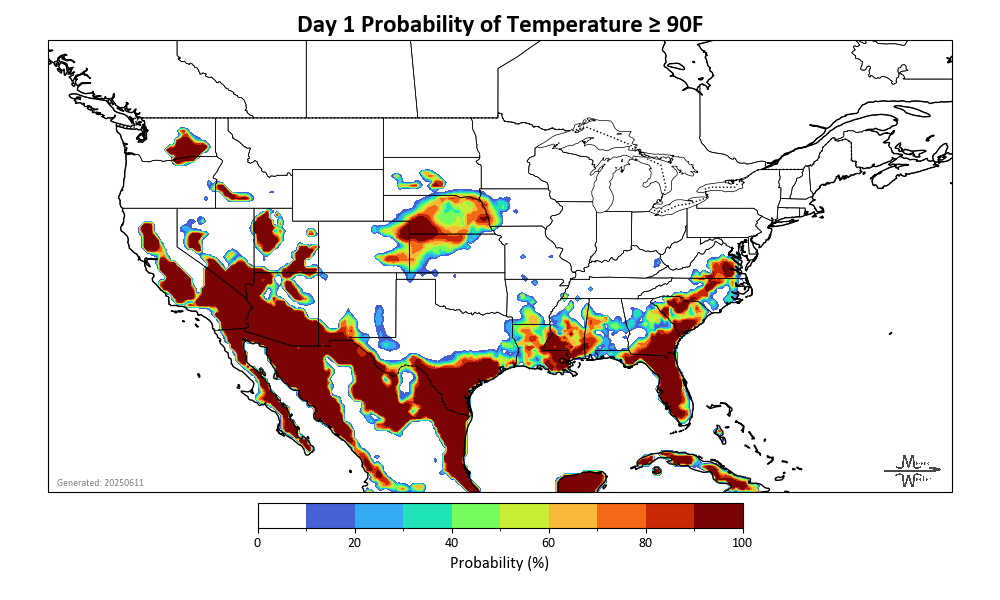 Day 1 Probability of Temperature ≥ 90F
Generated: 20250611
0 20 40 60 80 100
Probability (%)